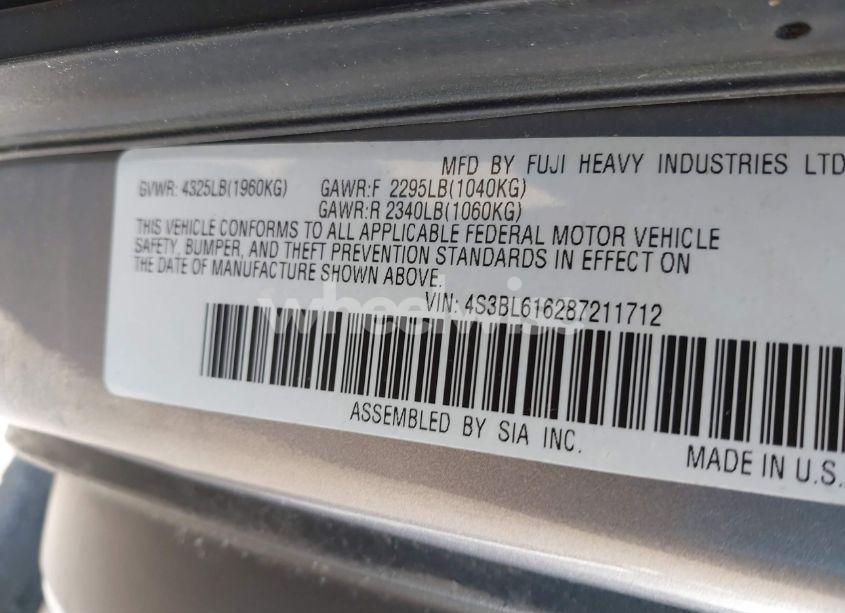 MFD BY FUJI HEAVY INDUSTRIES LTD
GVWR: 4325LB(1960KG) GAWR:F 2295LB(1040KG)
GAWR:R 2340LB(1060KG)
THIS VEHICLE CONFORMS TO ALL APPLICABLE FEDERAL MOTOR VEHICLE
SAFETY, BUMPER, AND THEFT PREVENTION STANDARDS IN EFFECT ON
THE DATE OF MANUFACTURE SHOWN ABOVE.
VIN: 4S3BL616287211712
wheelwise
ASSEMBLED BY SIA INC.
MADE IN U.S.